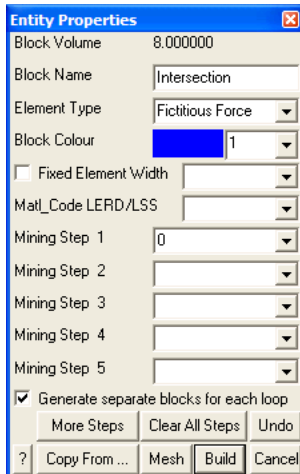 Entity Properties
Block Volume 8.000000
Block Name Intersection
Element Type Fictitious Force
Block Colour 1
Fixed Element Width
Matl_Code LERD/LSS
Mining Step 1 0
Mining Step 2
Mining Step 3
Mining Step 4
Mining Step 5
Generate separate blocks for each loop
More Steps Clear All Steps Undo
? Copy From ... Mesh Build Cancel